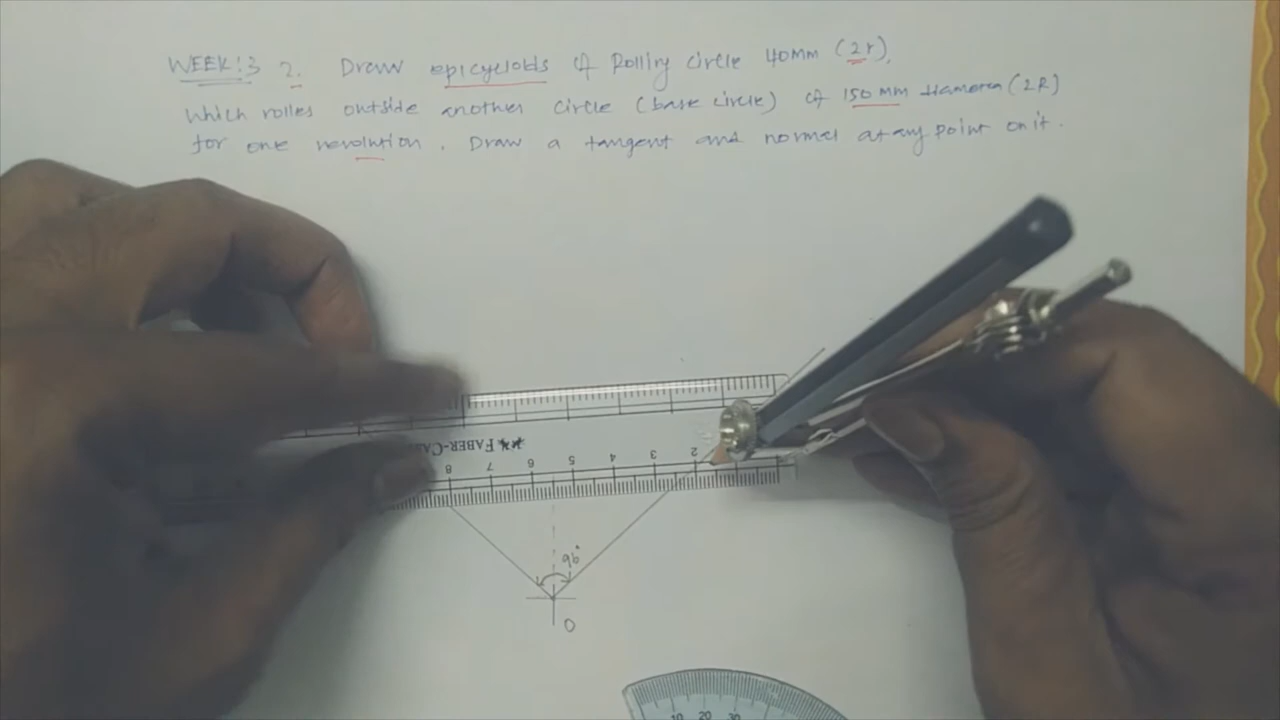 WEEK:3 2. Draw epicycloids of Rolling circle 40mm (2r),
which rolles outside another circle (base circle) of 150 MM diameter (2R)
for one revolution. Draw a tangent and normal at any point on it.
FABER-CA
8 7 6 5 4 3 2
96°
O
10 20 30